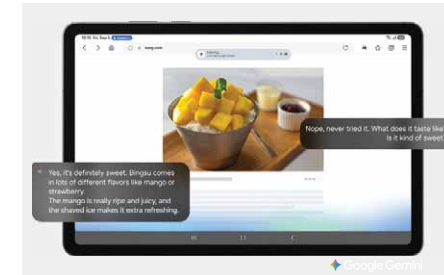 Nope, never tried it. What does it taste like
Is it kind of sweet
Yes, it's definitely sweet. Bingsu comes
in lots of different flavors like mango or
strawberry.
The mango is really ripe and juicy, and
the shaved ice makes it extra refreshing.
Google Gemini